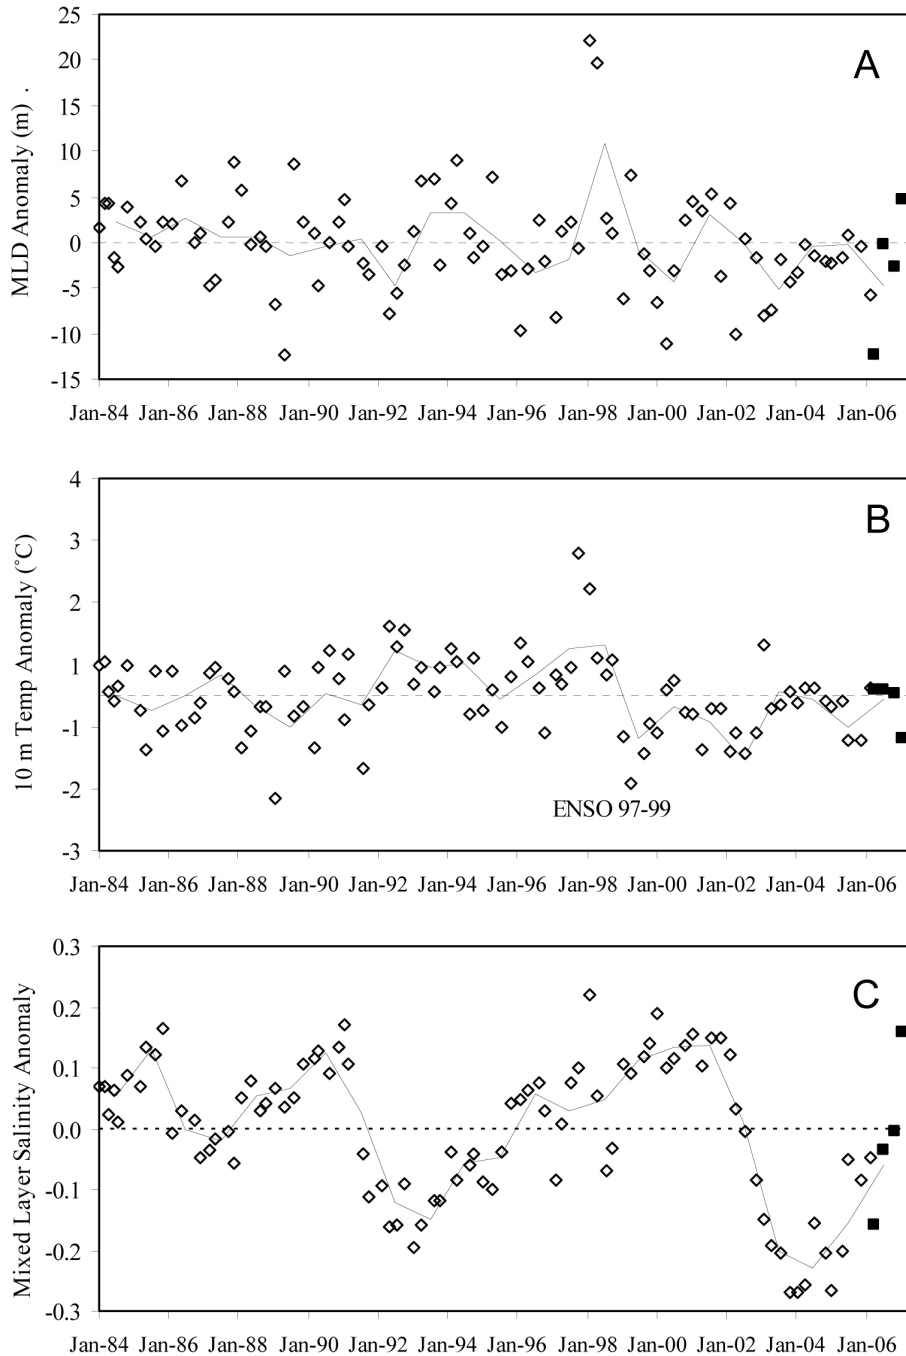 25
20
15
10
5
0
-5
-10
-15
MLD Anomaly (m) .
A
Jan-84 Jan-86 Jan-88 Jan-90 Jan-92 Jan-94 Jan-96 Jan-98 Jan-00 Jan-02 Jan-04 Jan-06
4
3
2
1
-1
-2
-3
10 m Temp Anomaly (°C)
B
ENSO 97-99
Jan-84 Jan-86 Jan-88 Jan-90 Jan-92 Jan-94 Jan-96 Jan-98 Jan-00 Jan-02 Jan-04 Jan-06
0.3
0.2
0.1
0.0
-0.1
-0.2
-0.3
Mixed Layer Salinity Anomaly
C
Jan-84 Jan-86 Jan-88 Jan-90 Jan-92 Jan-94 Jan-96 Jan-98 Jan-00 Jan-02 Jan-04 Jan-06